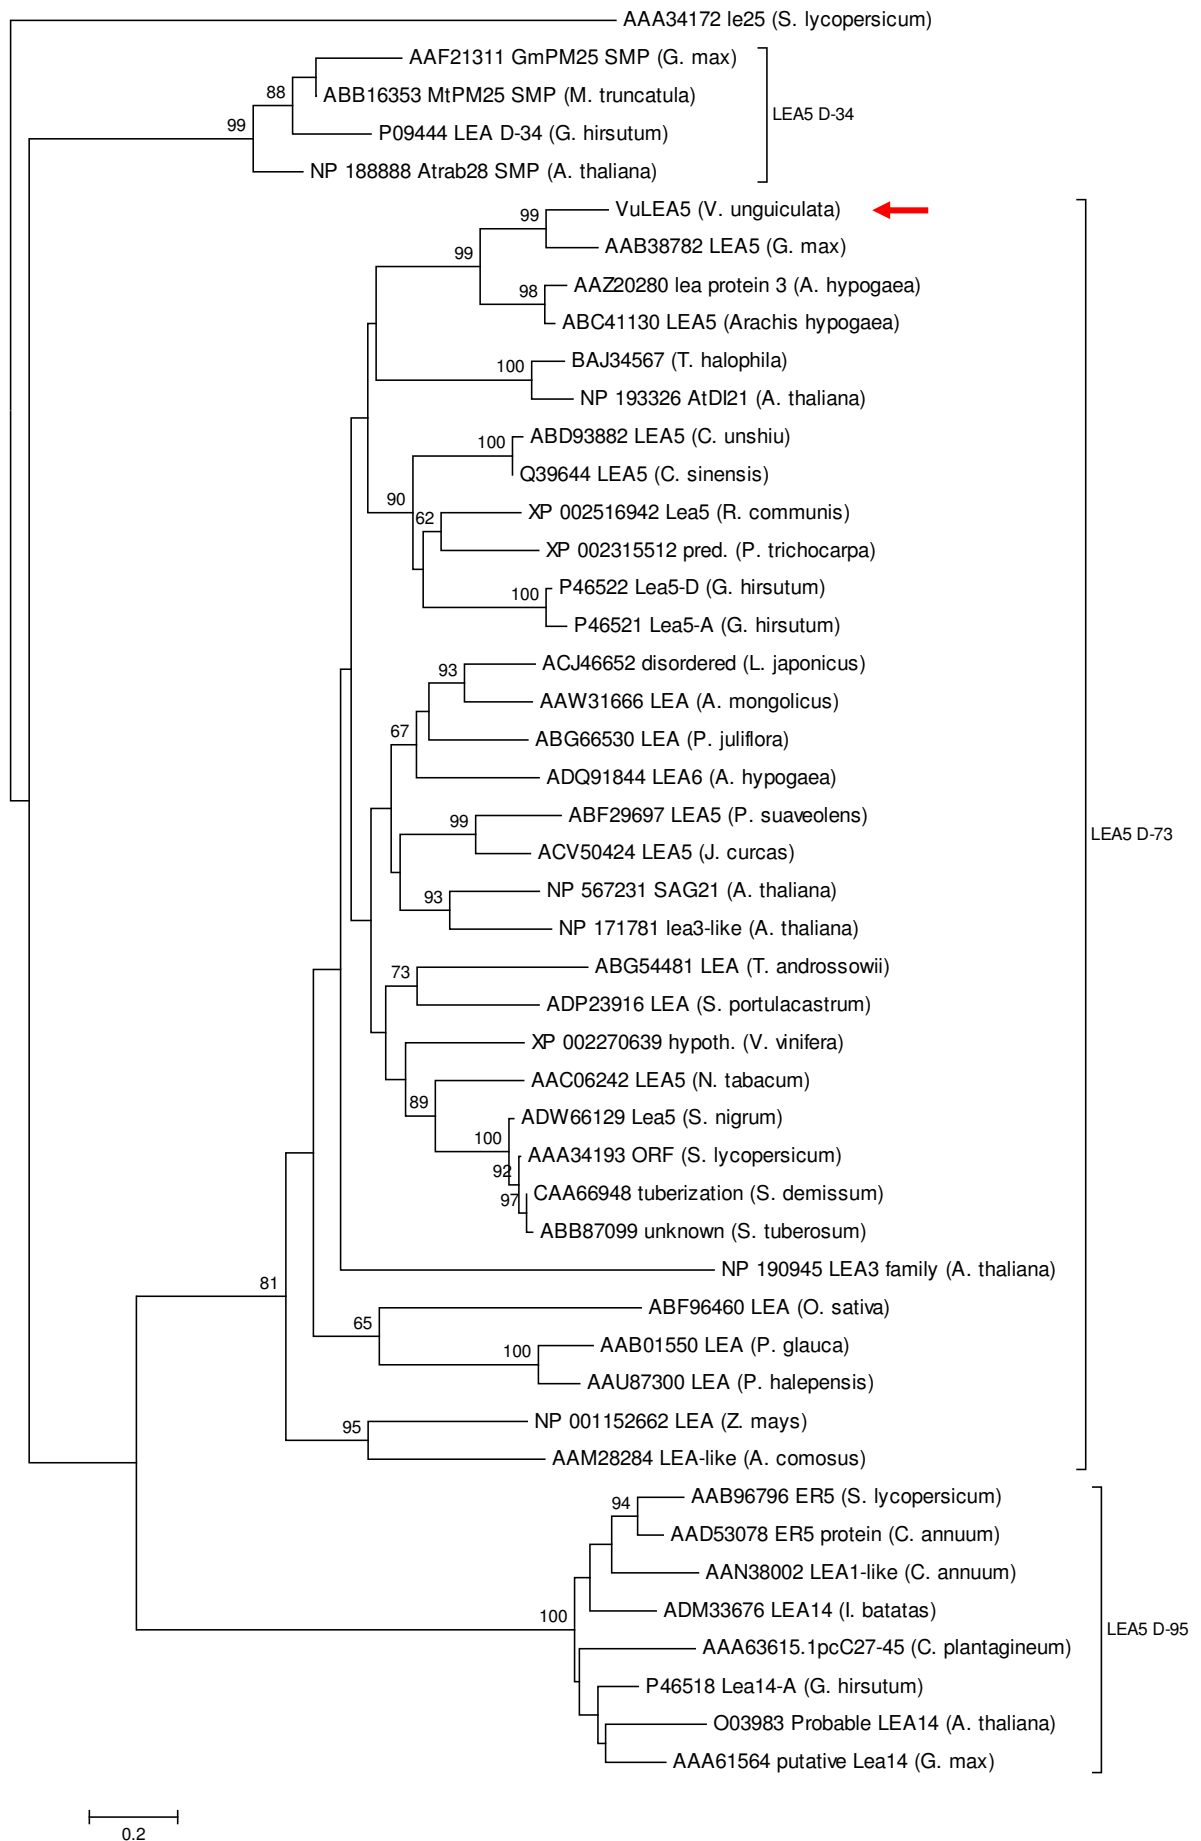 AAA34172 le25 (S. lycopersicum)
AAF21311 GmPM25 SMP (G. max)
88
ABB16353 MtPM25 SMP (M. truncatula)
LEA5 D-34
99
P09444 LEA D-34 (G. hirsutum)
NP 188888 Atrab28 SMP (A. thaliana)
VuLEA5 (V. unguiculata)
99
AAB38782 LEA5 (G. max)
99
AAZ20280 lea protein 3 (A. hypogaea)
98
ABC41130 LEA5 (Arachis hypogaea)
BAJ34567 (T. halophila)
100
NP 193326 AtDI21 (A. thaliana)
ABD93882 LEA5 (C. unshiu)
100
Q39644 LEA5 (C. sinensis)
90
XP 002516942 Lea5 (R. communis)
62
XP 002315512 pred. (P. trichocarpa)
P46522 Lea5-D (G. hirsutum)
100
P46521 Lea5-A (G. hirsutum)
ACJ46652 disordered (L. japonicus)
93
AAW31666 LEA (A. mongolicus)
67
ABG66530 LEA (P. juliflora)
ADQ91844 LEA6 (A. hypogaea)
ABF29697 LEA5 (P. suaveolens)
99
LEA5 D-73
ACV50424 LEA5 (J. curcas)
NP 567231 SAG21 (A. thaliana)
93
NP 171781 lea3-like (A. thaliana)
ABG54481 LEA (T. androssowii)
73
ADP23916 LEA (S. portulacastrum)
XP 002270639 hypoth. (V. vinifera)
AAC06242 LEA5 (N. tabacum)
89
ADW66129 Lea5 (S. nigrum)
100
AAA34193 ORF (S. lycopersicum)
92
CAA66948 tuberization (S. demissum)
97
ABB87099 unknown (S. tuberosum)
NP 190945 LEA3 family (A. thaliana)
81
ABF96460 LEA (O. sativa)
65
AAB01550 LEA (P. glauca)
100
AAU87300 LEA (P. halepensis)
NP 001152662 LEA (Z. mays)
95
AAM28284 LEA-like (A. comosus)
AAB96796 ER5 (S. lycopersicum)
94
AAD53078 ER5 protein (C. annuum)
AAN38002 LEA1-like (C. annuum)
ADM33676 LEA14 (I. batatas)
100
LEA5 D-95
AAA63615.1pcC27-45 (C. plantagineum)
P46518 Lea14-A (G. hirsutum)
O03983 Probable LEA14 (A. thaliana)
AAA61564 putative Lea14 (G. max)
0.2